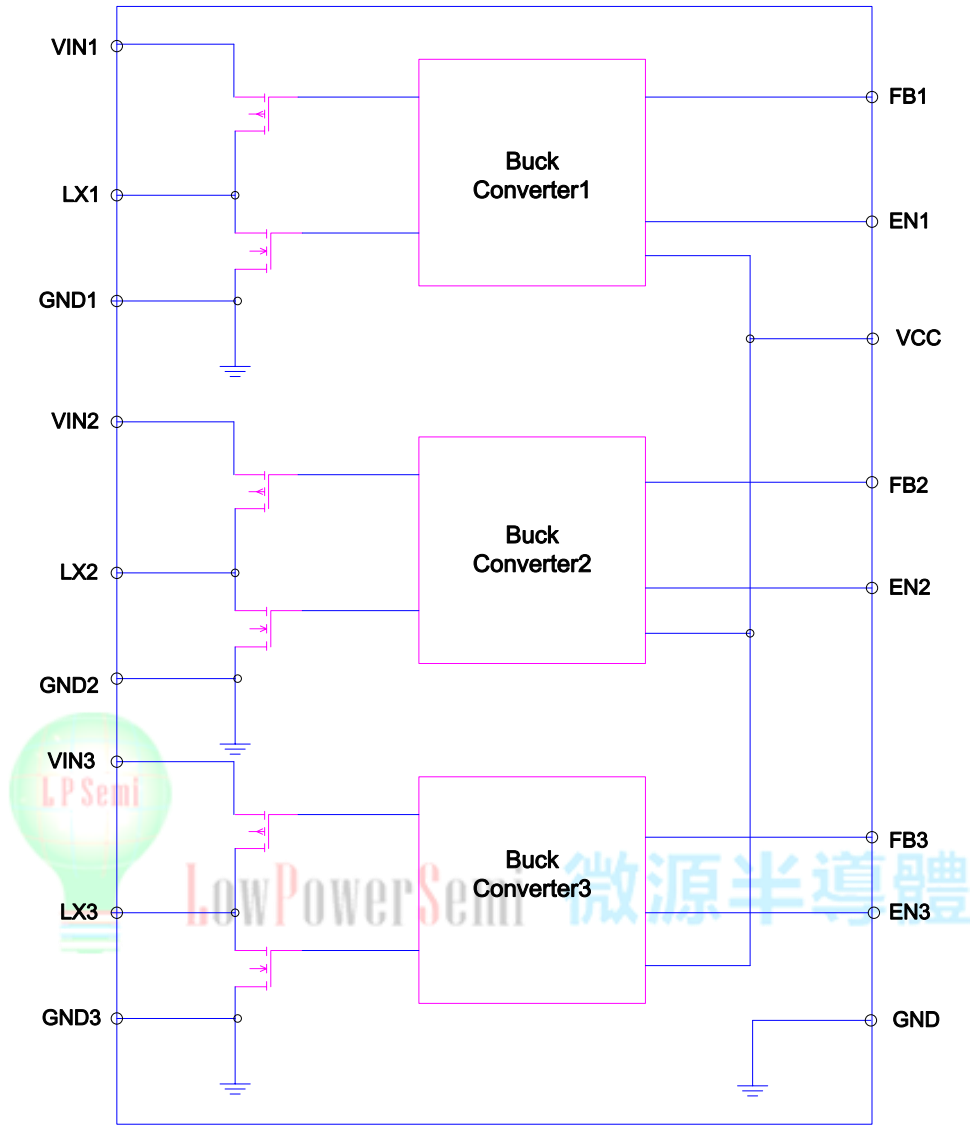 VIN1
FB1
Buck
Converter1
LX1
EN1
GND1
VCC
VIN2
FB2
Buck
Converter2
LX2
EN2
GND2
VIN3
LP Semi
FB3
Buck
Converter3
LowPowerSemi
微源半導體
LX3
EN3
GND3
GND